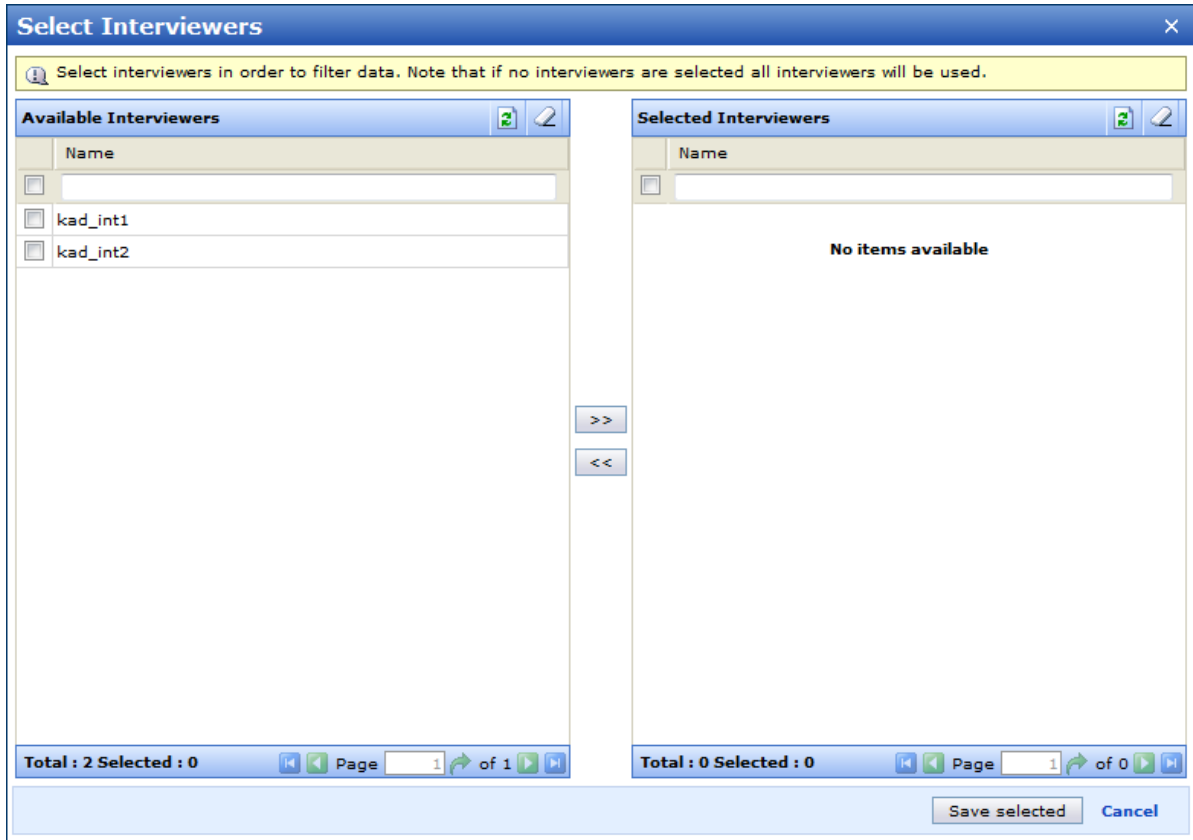 Select Interviewers
Select interviewers in order to filter data. Note that if no interviewers are selected all interviewers will be used.
Available Interviewers
Name
kad_int1
kad_int2
Total : 2 Selected : 0 Page 1 of 1
>>
<<
Selected Interviewers
Name
No items available
Total : 0 Selected : 0 Page 1 of 0
Save selected Cancel